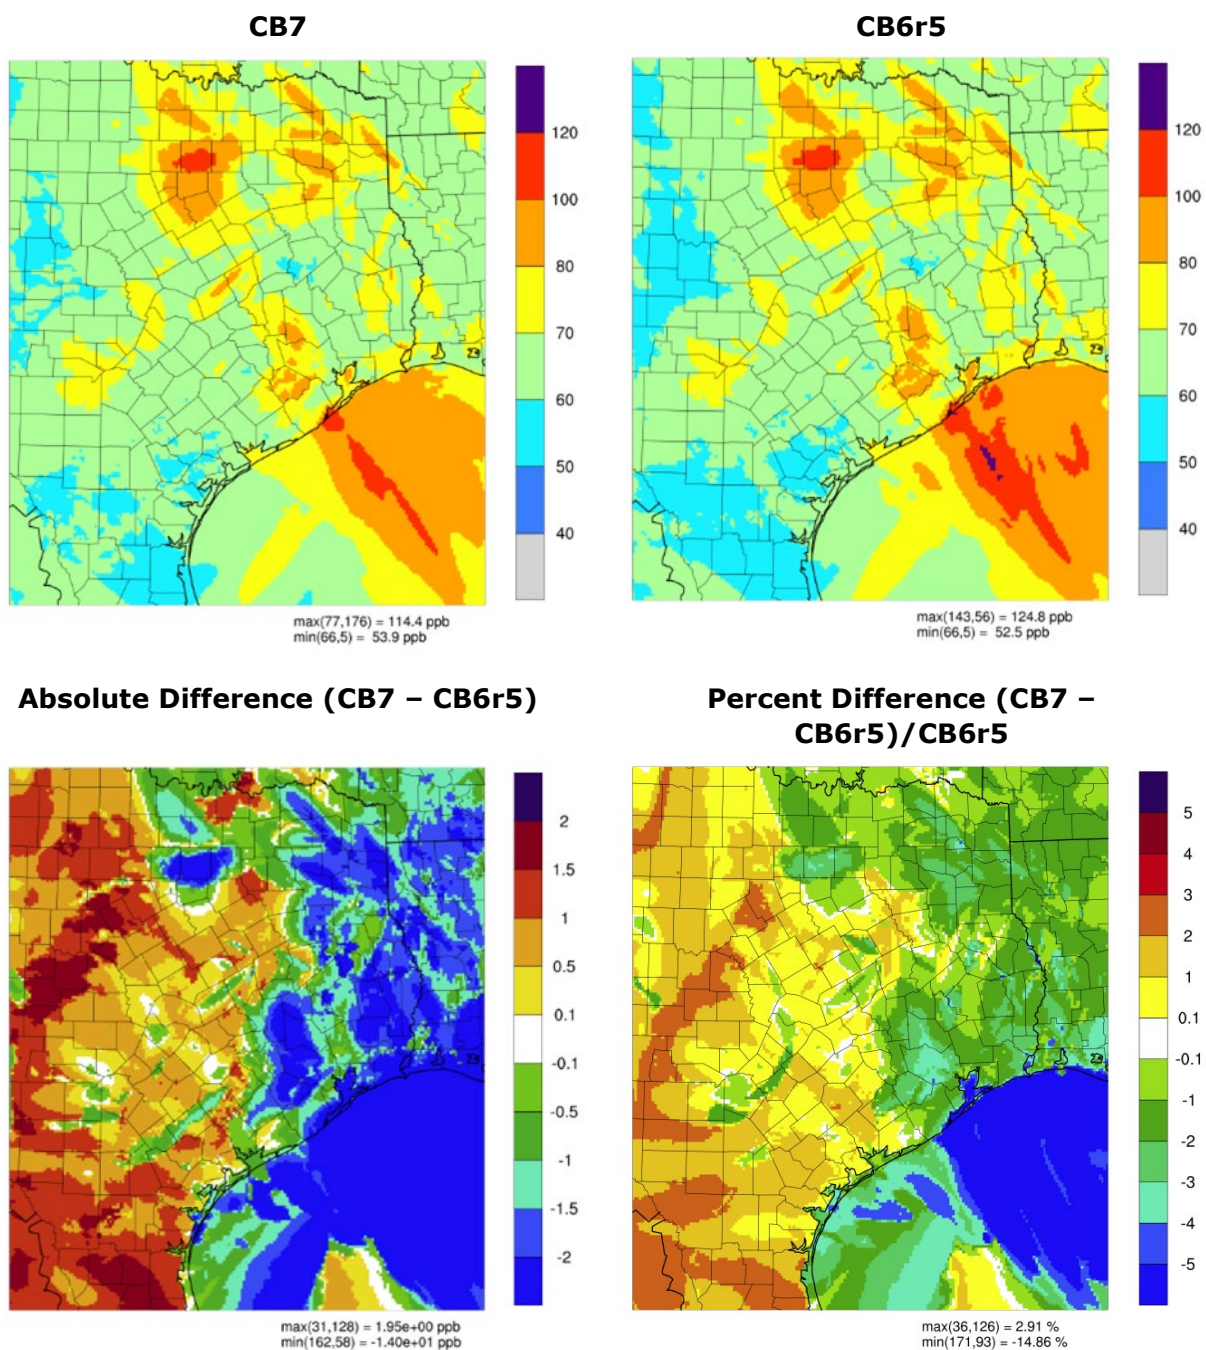 CB7
CB6r5
120
100
80
70
60
50
40
120
100
80
70
60
50
40
max(77,176) = 114.4 ppb
min(66,5) = 53.9 ppb
max(143,56) = 124.8 ppb
min(66,5) = 52.5 ppb
Absolute Difference (CB7 – CB6r5)
Percent Difference (CB7 –
CB6r5)/CB6r5
2
1.5
1
0.5
0.1
-0.1
-0.5
-1
-1.5
-2
5
4
3
2
1
0.1
-0.1
-1
-2
-3
-4
-5
max(31,128) = 1.95e+00 ppb
min(162,58) = -1.40e+01 ppb
max(36,126) = 2.91 %
min(171,93) = -14.86 %